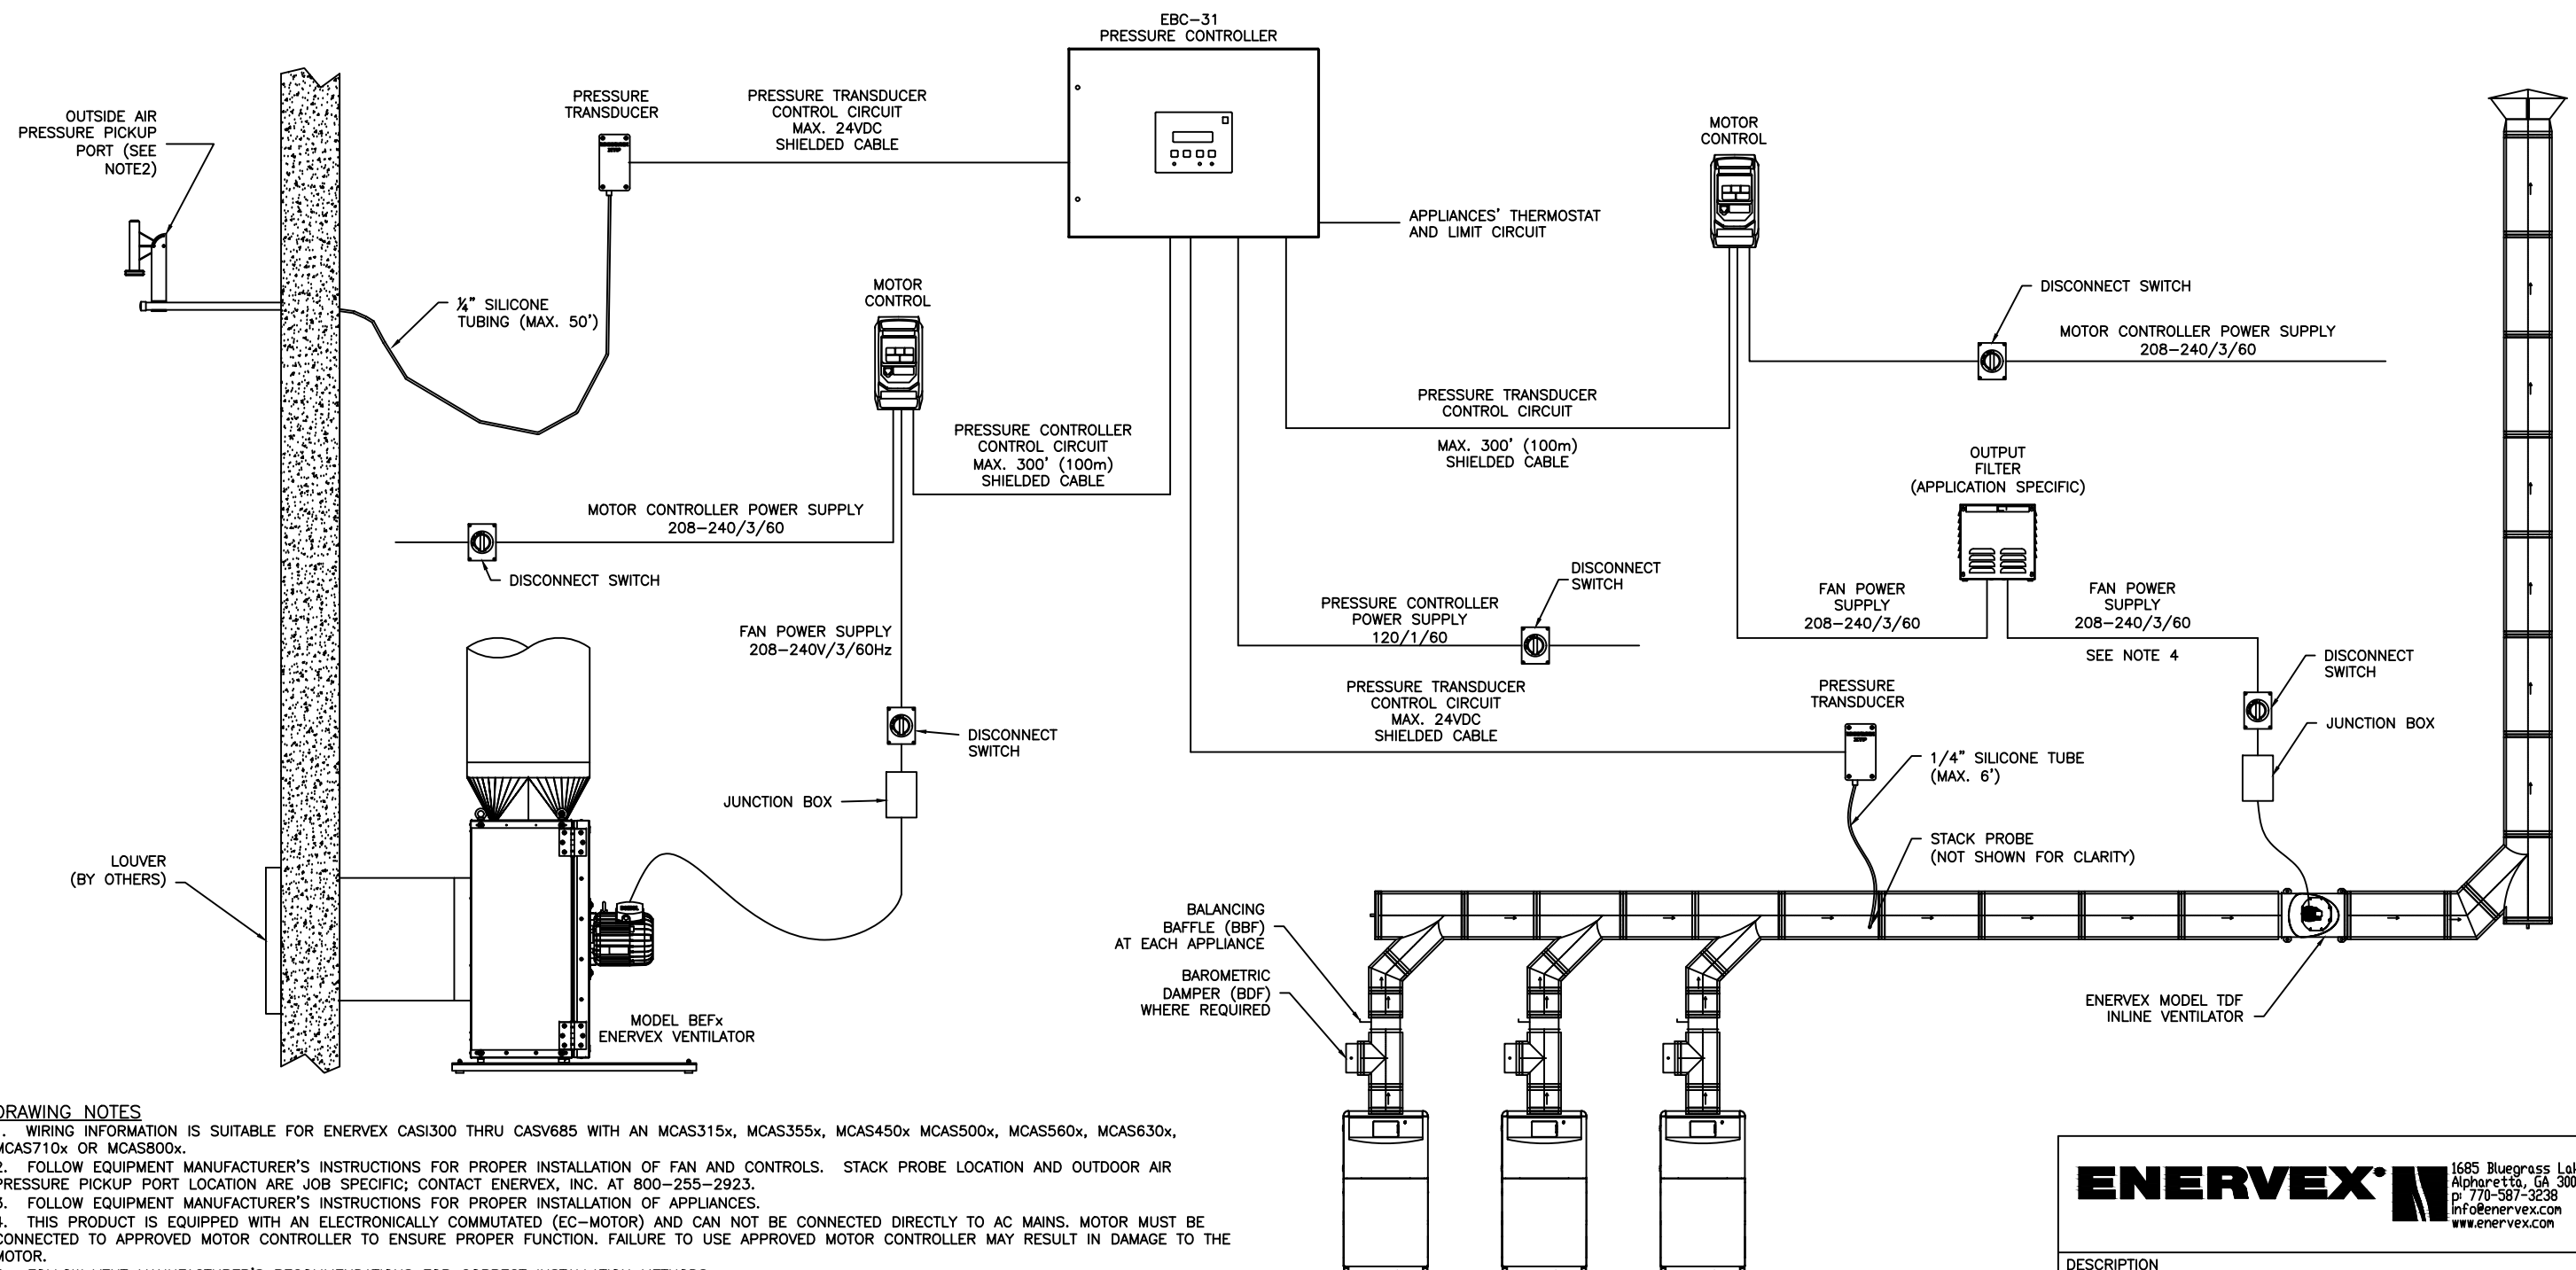 EBC-31
PRESSURE CONTROLLER
OUTSIDE AIR
PRESSURE PICKUP
PORT (SEE
NOTE2)
PRESSURE
TRANSDUCER
PRESSURE TRANSDUCER
CONTROL CIRCUIT
MAX. 24VDC
SHIELDED CABLE
MOTOR
CONTROL
APPLIANCES' THERMOSTAT
AND LIMIT CIRCUIT
¼" SILICONE
TUBING (MAX. 50')
MOTOR
CONTROL
DISCONNECT SWITCH
MOTOR CONTROLLER POWER SUPPLY
208-240/3/60
PRESSURE CONTROLLER
CONTROL CIRCUIT
MAX. 300' (100m)
SHIELDED CABLE
PRESSURE TRANSDUCER
CONTROL CIRCUIT
MAX. 300' (100m)
SHIELDED CABLE
OUTPUT
FILTER
(APPLICATION SPECIFIC)
MOTOR CONTROLLER POWER SUPPLY
208-240/3/60
DISCONNECT SWITCH
DISCONNECT
SWITCH
PRESSURE CONTROLLER
POWER SUPPLY
120/1/60
FAN POWER
SUPPLY
208-240/3/60
FAN POWER
SUPPLY
208-240/3/60
SEE NOTE 4
FAN POWER SUPPLY
208-240V/3/60Hz
DISCONNECT
SWITCH
PRESSURE TRANSDUCER
CONTROL CIRCUIT
MAX. 24VDC
SHIELDED CABLE
PRESSURE
TRANSDUCER
DISCONNECT
SWITCH
JUNCTION BOX
JUNCTION BOX
1/4" SILICONE TUBE
(MAX. 6')
STACK PROBE
(NOT SHOWN FOR CLARITY)
LOUVER
(BY OTHERS)
BALANCING
BAFFLE (BBF)
AT EACH APPLIANCE
BAROMETRIC
DAMPER (BDF)
WHERE REQUIRED
MODEL BEFx
ENERVEX VENTILATOR
ENERVEX MODEL TDF
INLINE VENTILATOR
DRAWING NOTES
. WIRING INFORMATION IS SUITABLE FOR ENERVEX CASI300 THRU CASV685 WITH AN MCAS315x, MCAS355x, MCAS450x MCAS500x, MCAS560x, MCAS630x,
MCAS710x OR MCAS800x.
2. FOLLOW EQUIPMENT MANUFACTURER'S INSTRUCTIONS FOR PROPER INSTALLATION OF FAN AND CONTROLS. STACK PROBE LOCATION AND OUTDOOR AIR
PRESSURE PICKUP PORT LOCATION ARE JOB SPECIFIC; CONTACT ENERVEX, INC. AT 800-255-2923.
3. FOLLOW EQUIPMENT MANUFACTURER'S INSTRUCTIONS FOR PROPER INSTALLATION OF APPLIANCES.
4. THIS PRODUCT IS EQUIPPED WITH AN ELECTRONICALLY COMMUTATED (EC-MOTOR) AND CAN NOT BE CONNECTED DIRECTLY TO AC MAINS. MOTOR MUST BE
CONNECTED TO APPROVED MOTOR CONTROLLER TO ENSURE PROPER FUNCTION. FAILURE TO USE APPROVED MOTOR CONTROLLER MAY RESULT IN DAMAGE TO THE
MOTOR.
ENERVEX
1685 Bluegrass
Alpharetta, GA 300
p: 770-587-3238
info@enervex.com
www.enervex.com
DESCRIPTION